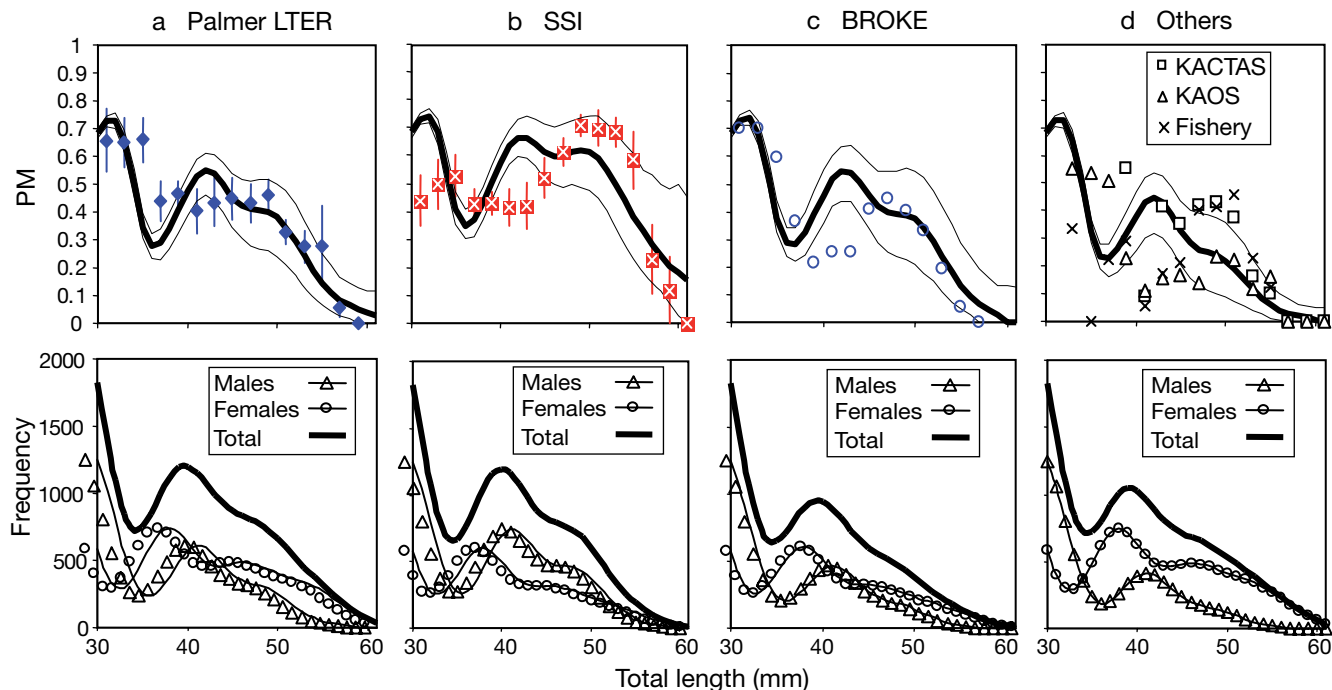 a Palmer LTER
b SSI
c BROKE
d Others
PM
1
0.9
0.8
0.7
0.6
0.5
0.4
0.3
0.2
0.1
0
KACTAS
KAOS
Fishery
Frequency
2000
1500
1000
500
0
Males
Females
Total
Males
Females
Total
Males
Females
Total
Males
Females
Total
30 40 50 60
30 40 50 60
30 40 50 60
30 40 50 60
Total length (mm)